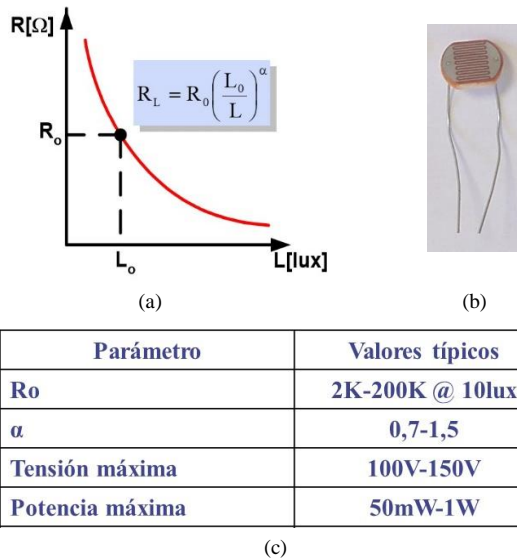 R[Ω]
R_L = R_0 (L_0 / L)^α
R_o
L_o
L[lux]
(a)
(b)
Parámetro Valores típicos
Ro 2K-200K @ 10lux
α 0,7-1,5
Tensión máxima 100V-150V
Potencia máxima 50mW-1W
(c)